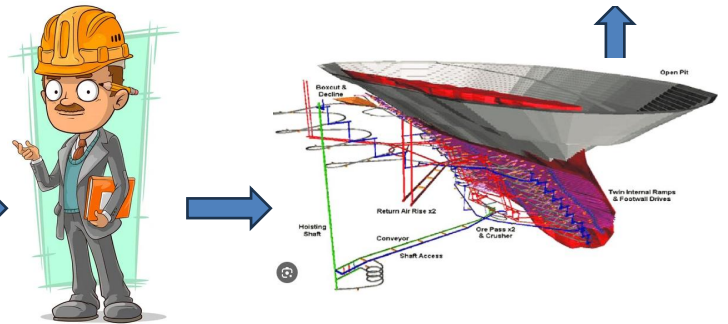 Open Pit
Boxcut &
Decline
Twin Internal Ramps
& Footwall Drives
Return Air Rise x2
Hoisting
Shaft
Ore Pass x2
& Crusher
Conveyor
Shaft Access